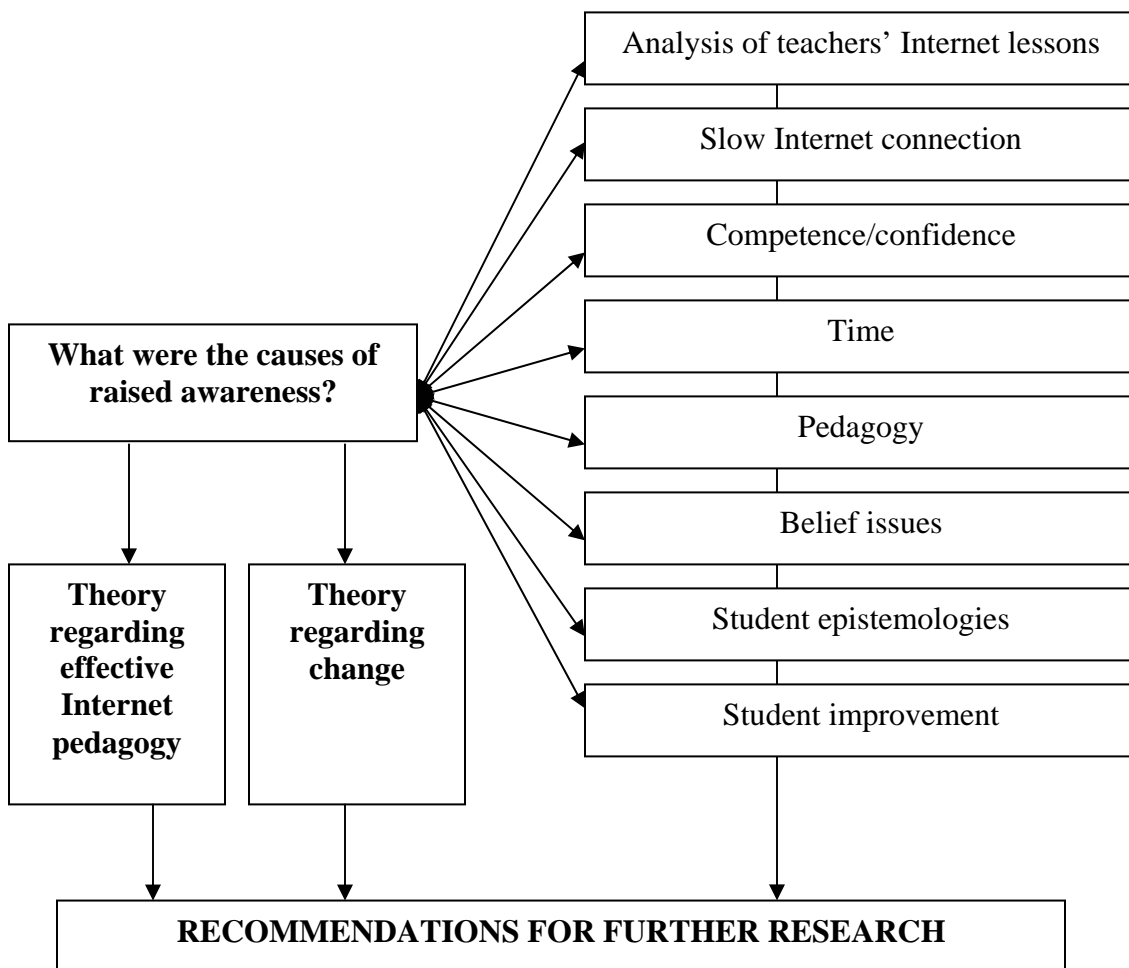 Analysis of teachers’ Internet lessons
Slow Internet connection
Competence/confidence
Time
Pedagogy
Belief issues
Student epistemologies
Student improvement
What were the causes of
raised awareness?
Theory
regarding
effective
Internet
pedagogy
Theory
regarding
change
RECOMMENDATIONS FOR FURTHER RESEARCH